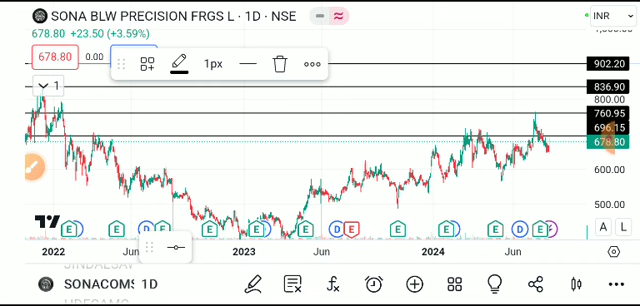 SONA BLW PRECISION FRGS L · 1D · NSE
INR
678.80 +23.50 (+3.59%)
678.80
0.00
1px
902.20
1
836.90
800.00
760.95
696.15
678.80
600.00
500.00
E D E E D E E E D E E E D E D E
A L
2022 Jun 2023 Jun 2024 Jun
SONACOMS 1D